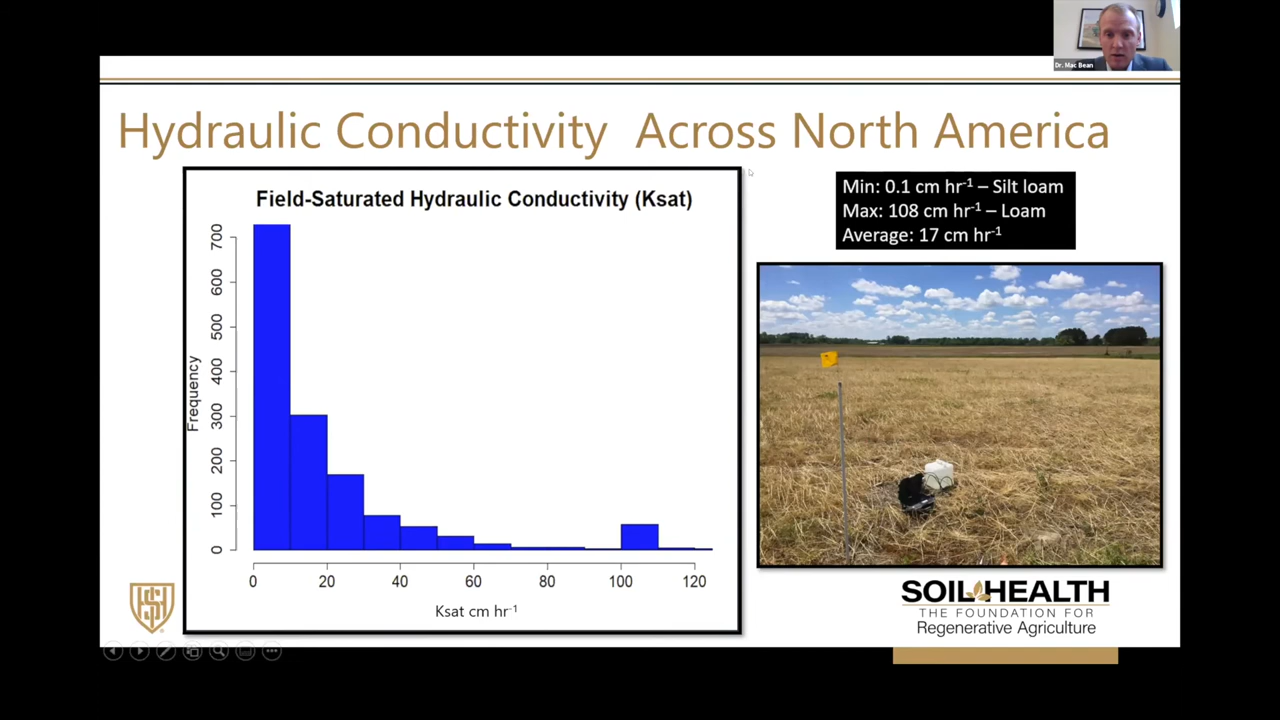 Dr. Mac Bean
Hydraulic Conductivity Across North America
Field-Saturated Hydraulic Conductivity (Ksat)
Frequency
700
600
500
400
300
200
100
0
0 20 40 60 80 100 120
Ksat cm hr⁻¹
Min: 0.1 cm hr⁻¹ – Silt loam
Max: 108 cm hr⁻¹ – Loam
Average: 17 cm hr⁻¹
SOIL HEALTH
THE FOUNDATION FOR
Regenerative Agriculture